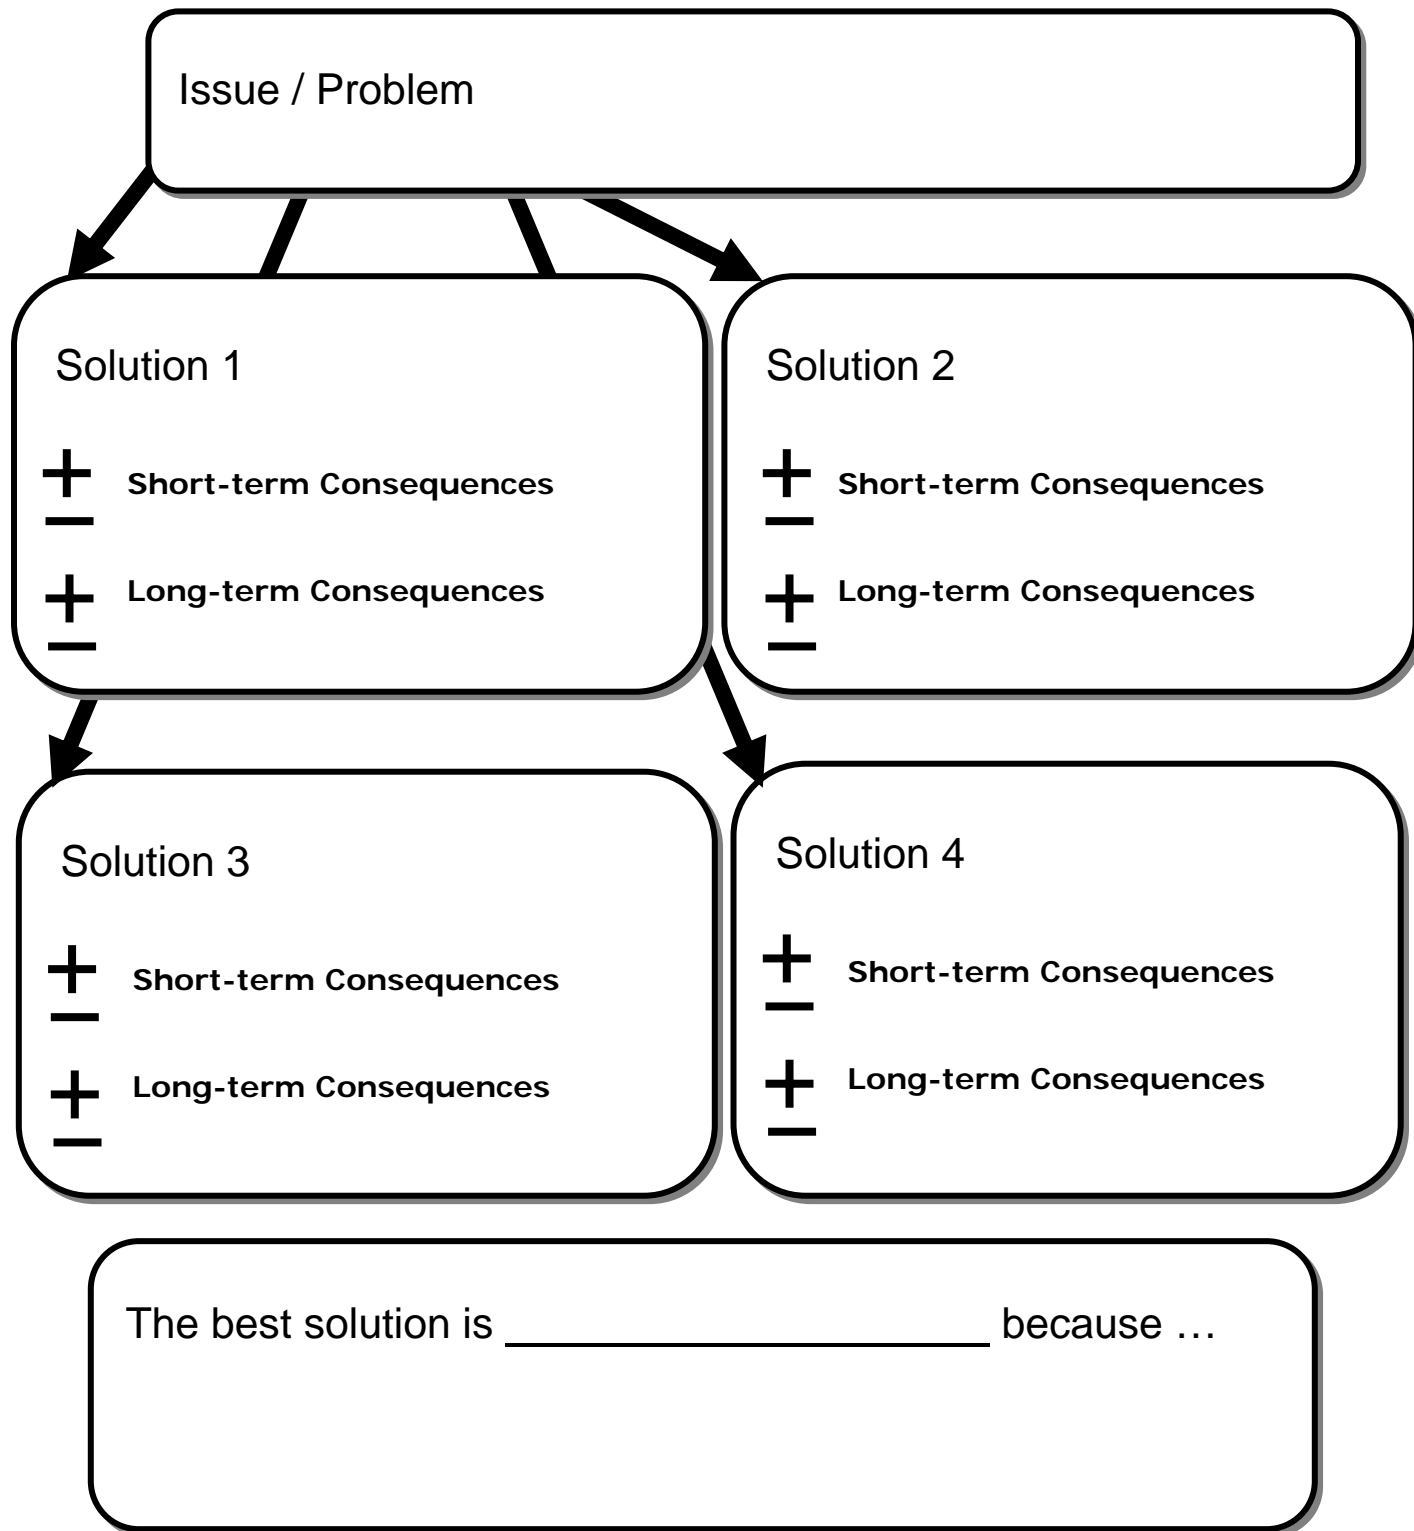 Issue / Problem
Solution 1
+
– Short-term Consequences
+
– Long-term Consequences
Solution 2
+
– Short-term Consequences
+
– Long-term Consequences
Solution 3
+
– Short-term Consequences
+
– Long-term Consequences
Solution 4
+
– Short-term Consequences
+
– Long-term Consequences
The best solution is ____________________ because …